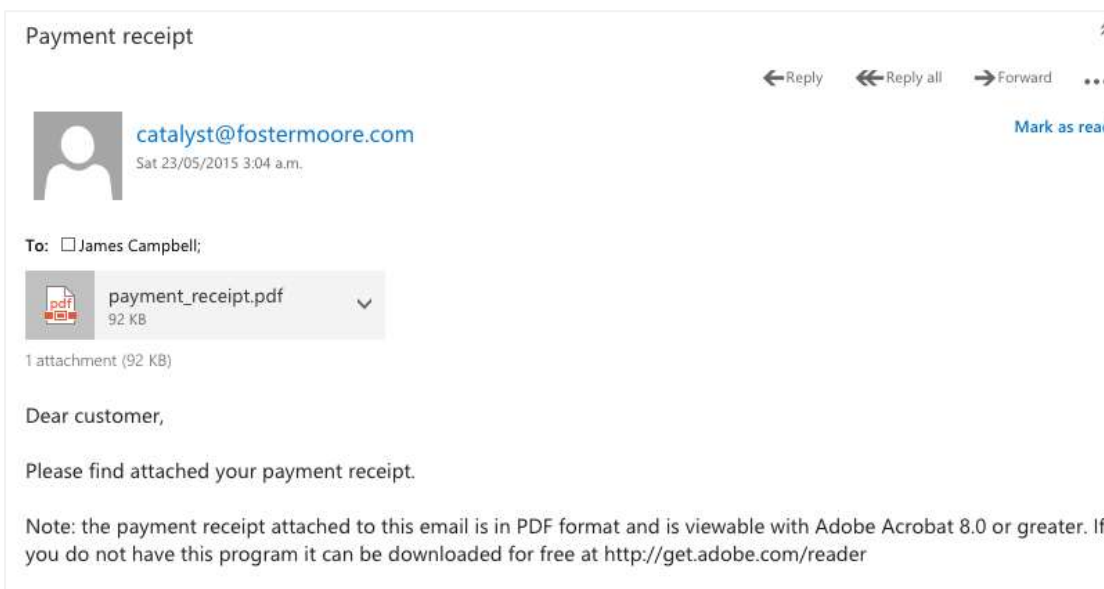 Payment receipt
Reply Reply all Forward ...
catalyst@fostermoore.com
Mark as read
Sat 23/05/2015 3:04 a.m.
To: James Campbell;
pdf
payment_receipt.pdf
92 KB
1 attachment (92 KB)
Dear customer,
Please find attached your payment receipt.
Note: the payment receipt attached to this email is in PDF format and is viewable with Adobe Acrobat 8.0 or greater. If
you do not have this program it can be downloaded for free at http://get.adobe.com/reader